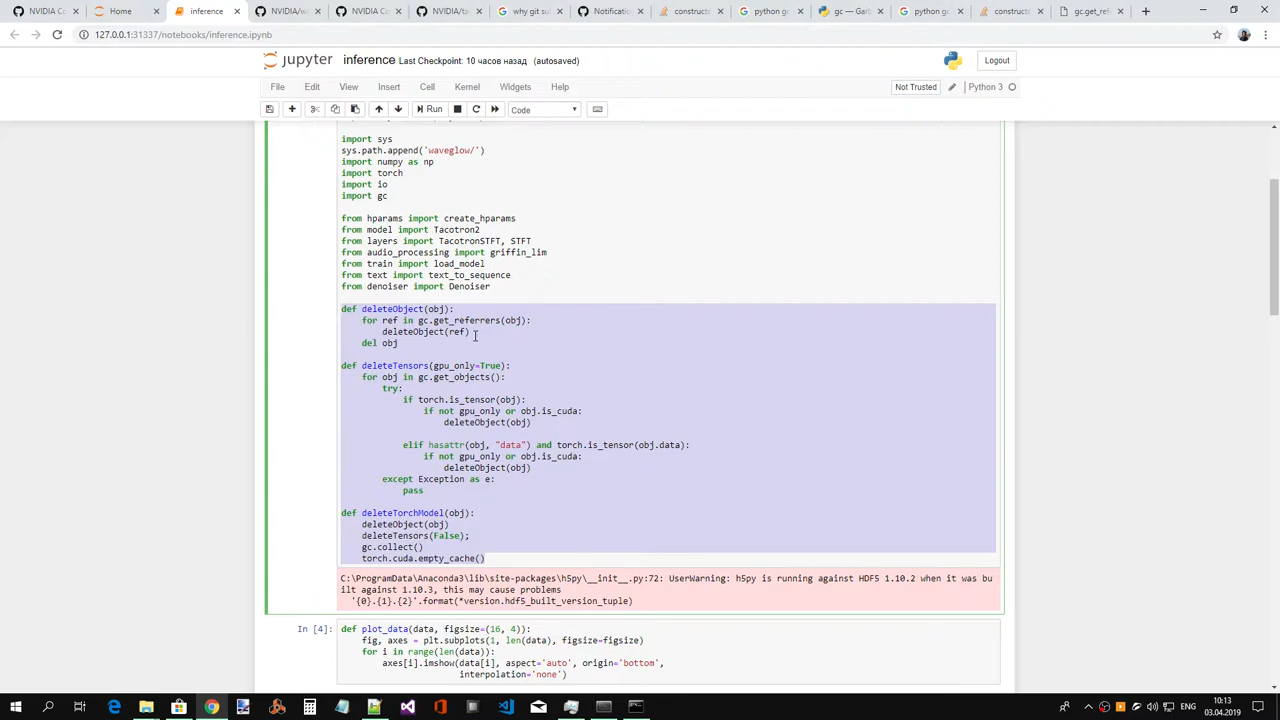 NVIDIA Co
Home
inference
NVIDIA/wa
NVIDIA Co
NVIDIA/ta
why git su
Notification
constructo
python gc
gc — Garb
python gc
constructo
gc.get_refe
127.0.0.1:31337/notebooks/inference.ipynb
jupyter inference Last Checkpoint: 10 часов назад (autosaved)
Logout
File Edit View Insert Cell Kernel Widgets Help
Not Trusted
Python 3
Run
Code
import sys
sys.path.append('waveglow/')
import numpy as np
import torch
import io
import gc
from hparams import create_hparams
from model import Tacotron2
from layers import TacotronSTFT, STFT
from audio_processing import griffin_lim
from train import load_model
from text import text_to_sequence
from denoiser import Denoiser
def deleteObject(obj):
for ref in gc.get_referrers(obj):
deleteObject(ref)
del obj
def deleteTensors(gpu_only=True):
for obj in gc.get_objects():
try:
if torch.is_tensor(obj):
if not gpu_only or obj.is_cuda:
deleteObject(obj)
elif hasattr(obj, "data") and torch.is_tensor(obj.data):
if not gpu_only or obj.is_cuda:
deleteObject(obj)
except Exception as e:
pass
def deleteTorchModel(obj):
deleteObject(obj)
deleteTensors(False);
gc.collect()
torch.cuda.empty_cache()
C:\ProgramData\Anaconda3\lib\site-packages\h5py\__init__.py:72: UserWarning: h5py is running against HDF5 1.10.2 when it was bu
ilt against 1.10.3, this may cause problems
'{0}.{1}.{2}'.format(*version.hdf5_built_version_tuple)
In [4]:
def plot_data(data, figsize=(16, 4)):
fig, axes = plt.subplots(1, len(data), figsize=figsize)
for i in range(len(data)):
axes[i].imshow(data[i], aspect='auto', origin='bottom',
interpolation='none')
ENG
10:13
03.04.2019